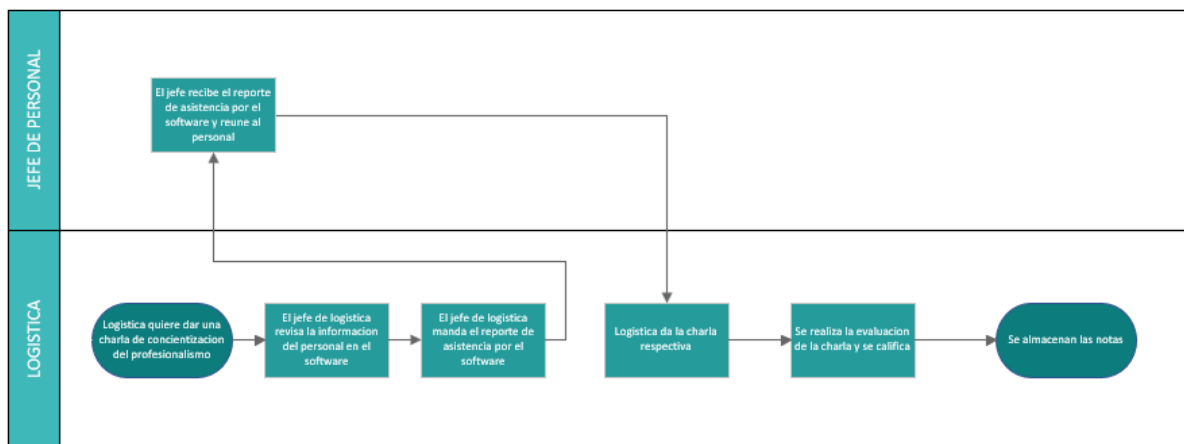 JEFE DE PERSONAL
El jefe recibe el reporte
de asistencia por el
software y reune al
personal
LOGISTICA
Logistica quiere dar una
charla de concientizacion
del profesionalismo
El jefe de logistica
revisa la informacion
del personal en el
software
El jefe de logistica
manda el reporte de
asistencia por el
software
Logistica da la charla
respectiva
Se realiza la evaluacion
de la charla y se califica
Se almacenan las notas